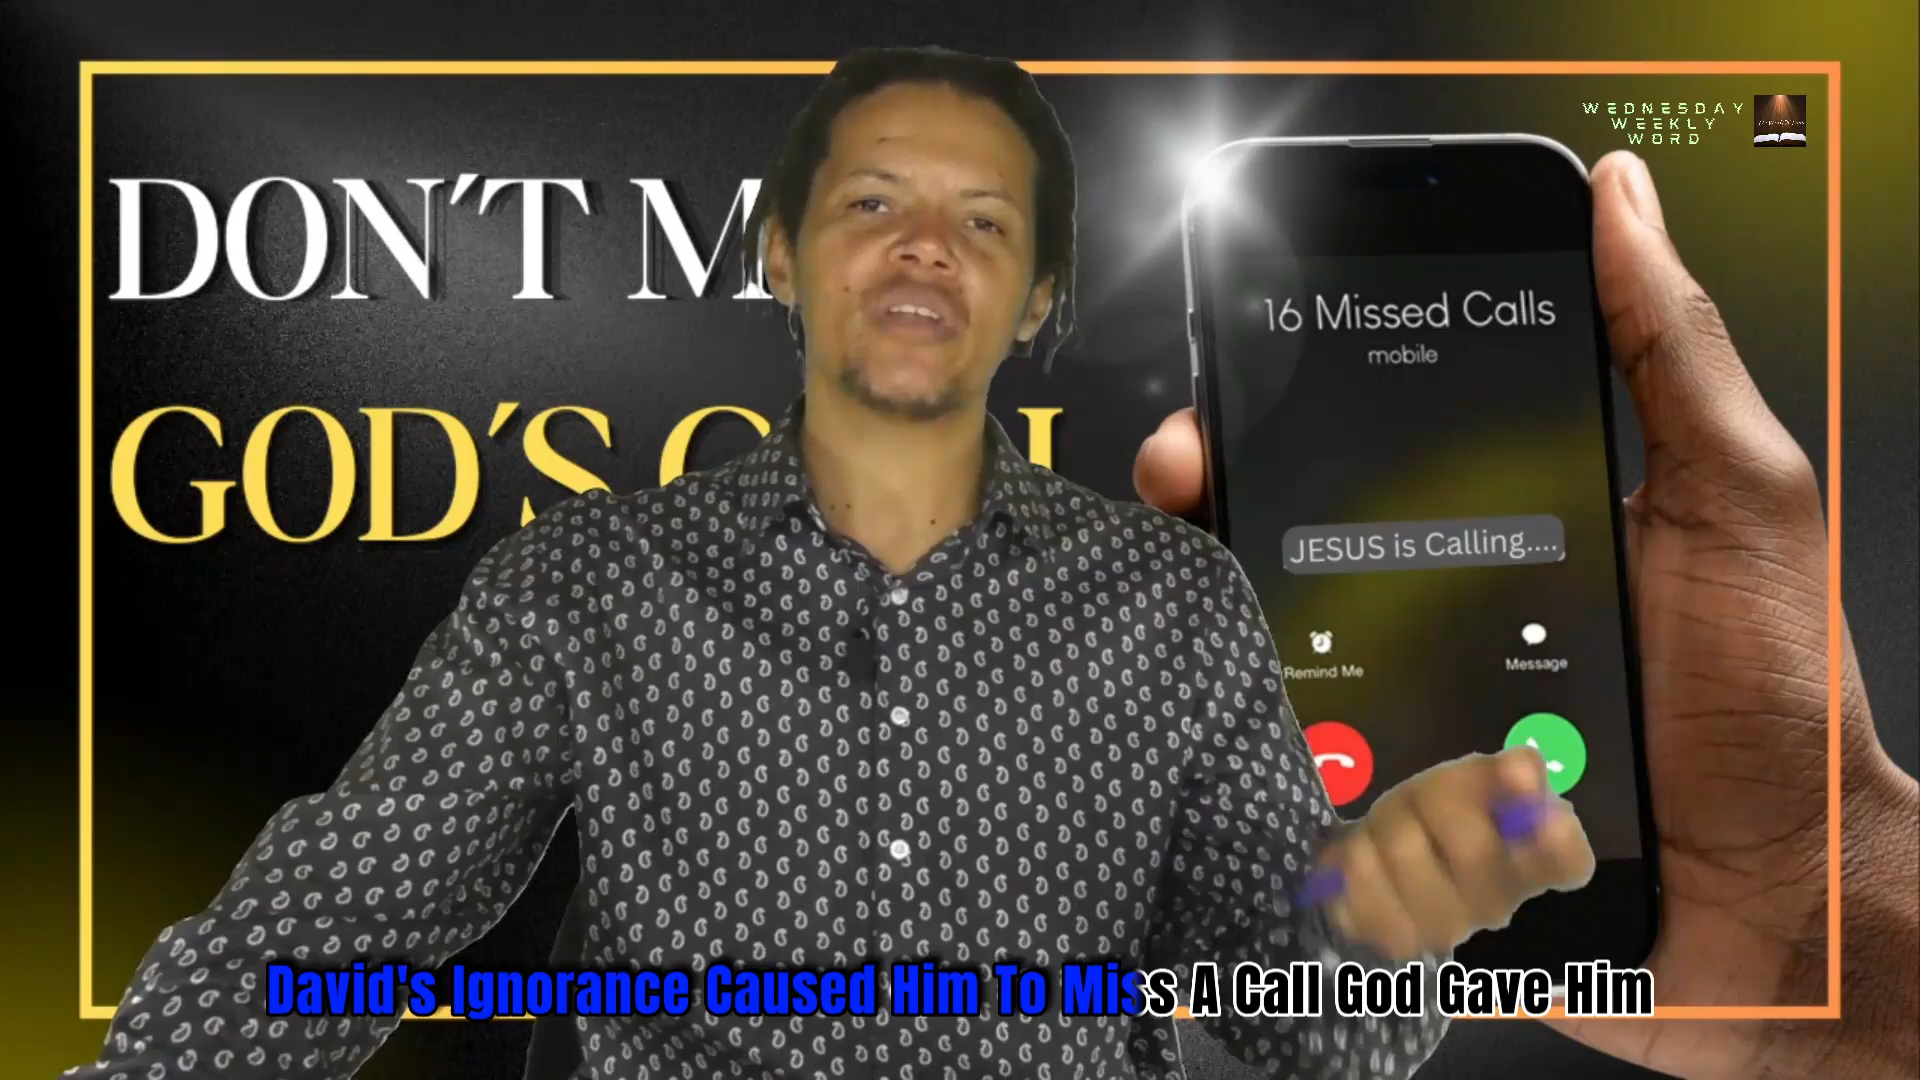 WEDNESDAY
WEEKLY
WORD
DON'T M
GOD'S
16 Missed Calls
mobile
JESUS is Calling....
Remind Me
Message
David's Ignorance Caused Him To Miss A Call God Gave Him